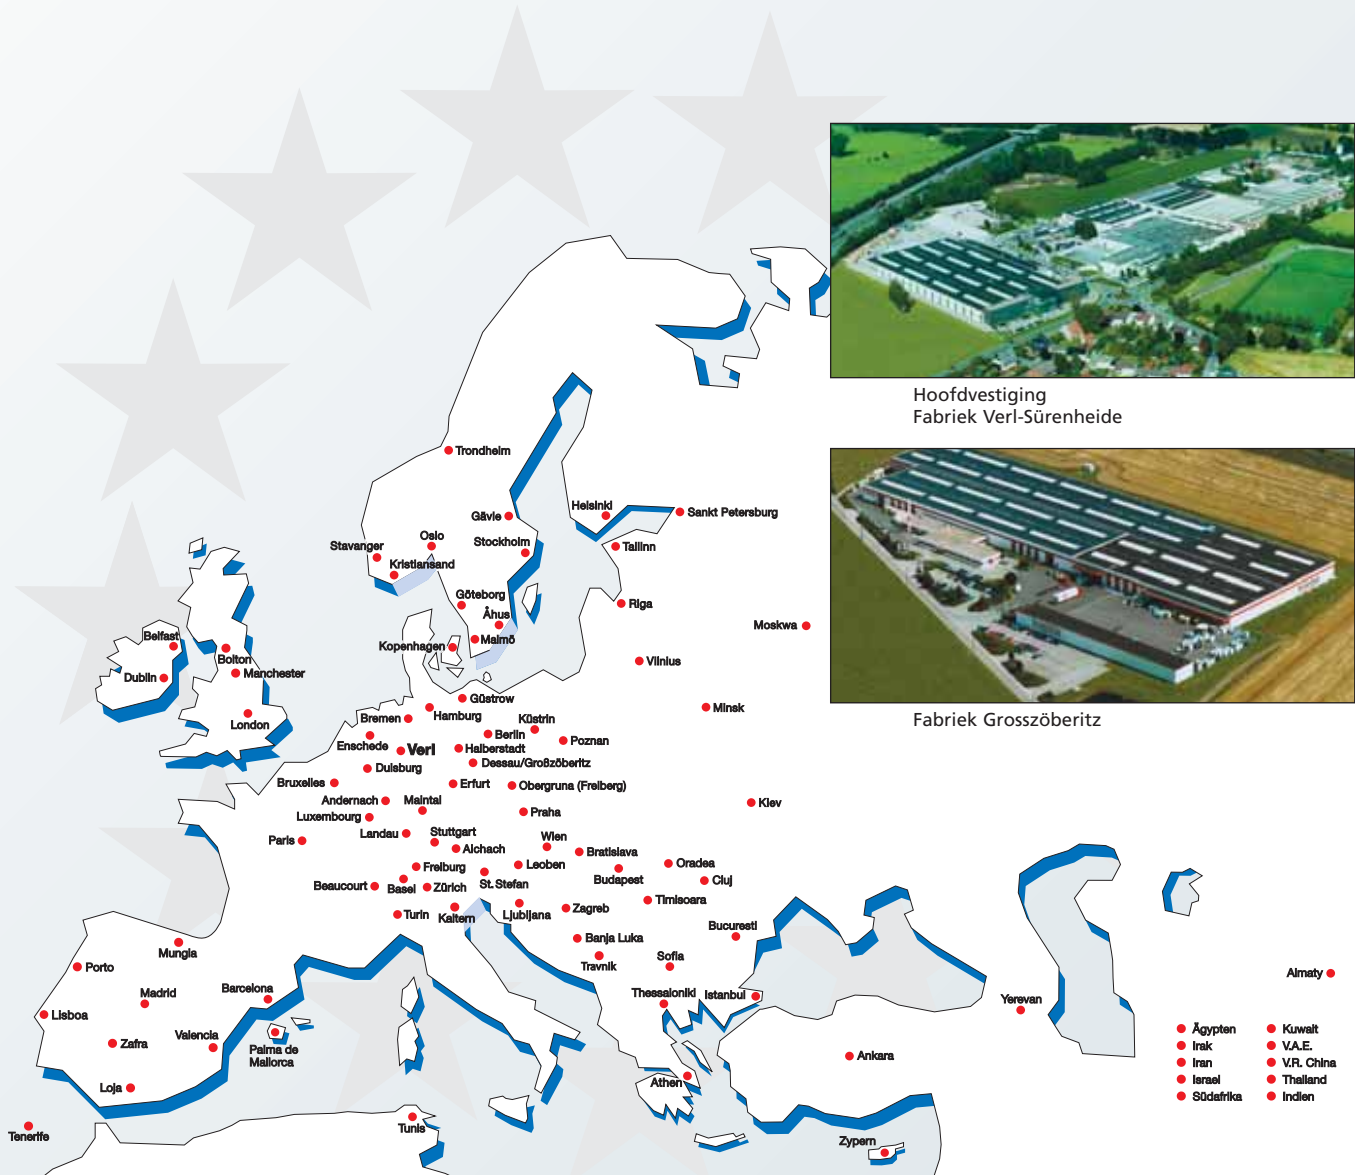 Hoofdvestiging
Fabriek Verl-Sürenheide
Trondheim
Helsinki
Sankt Petersburg
Gävle
Oslo
Stockholm
Stavanger
Tallinn
Kristiansand
Göteborg
Riga
Åhus
Moskwa
Belfast
Malmö
Kopenhagen
Bolton
Vilnius
Manchester
Dublin
Güstrow
Minsk
Hamburg
Bremen
Küstrin
London
Berlin
Poznan
Enschede
Verl
Halberstadt
Dessau/Großzöberitz
Duisburg
Bruxelles
Erfurt
Obergruna (Freiberg)
Andernach
Maintal
Kiev
Luxembourg
Praha
Landau
Stuttgart
Wien
Paris
Aichach
Bratislava
Freiburg
Leoben
Oradea
Budapest
Cluj
Beaucourt
Basel
Zürich
St. Stefan
Timisoara
Turin
Kaltern
Ljubljana
Zagreb
Bucuresti
Banja Luka
Mungia
Travnik
Sofia
Porto
Almaty
Barcelona
Madrid
Thessaloniki
Istanbul
Yerevan
Lisboa
Valencia
Zafra
Palma de
Mallorca
Ankara
Athen
Loja
Tenerife
Tunis
Zypern
Fabriek Grosszöberitz
Ägypten
Irak
Iran
Israel
Südafrika
Kuwait
V.A.E.
V.R. China
Thailand
Indien